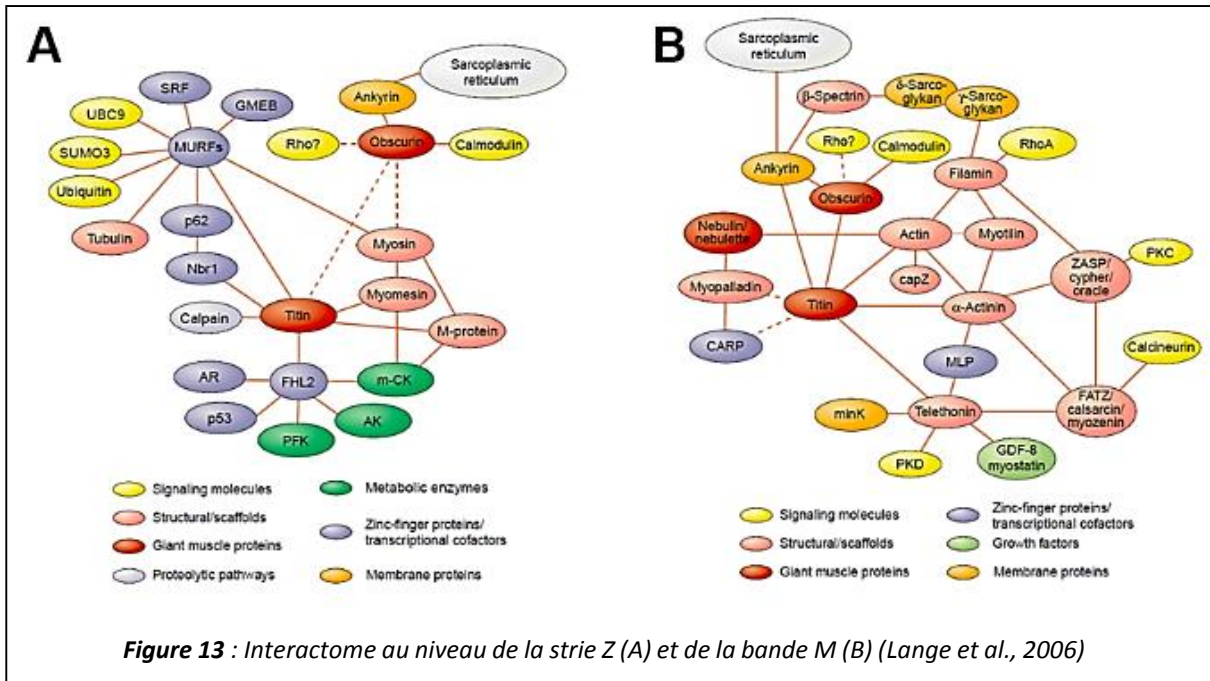 A
Sarcoplasmic
reticulum
SRF
GMEB
Ankyrin
UBC9
MURFs
Rho?
Obscurin
Calmodulin
SUMO3
Ubiquitin
p62
Tubulin
Myosin
Nbr1
Myomesin
Calpain
Titin
M-protein
AR
FHL2
m-CK
p53
AK
PFK
Signaling molecules
Structural/scaffolds
Giant muscle proteins
Proteolytic pathways
Metabolic enzymes
Zinc-finger proteins/
transcriptional cofactors
Membrane proteins
B
Sarcoplasmic
reticulum
β-Spectrin
δ-Sarco-
glykan
γ-Sarco-
glykan
Rho?
Calmodulin
RhoA
Ankyrin
Filamin
Obscurin
Nebulin/
nebulette
Actin
Myotilin
PKC
ZASP/
cypher/
oracle
capZ
Myopalladin
Titin
α-Actinin
CARP
MLP
Calcineurin
minK
Telethonin
FATZ/
calsarcin/
myozenin
PKD
GDF-8
myostatin
Signaling molecules
Structural/scaffolds
Giant muscle proteins
Zinc-finger proteins/
transcriptional cofactors
Growth factors
Membrane proteins
Figure 13 : Interactome au niveau de la strie Z (A) et de la bande M (B) (Lange et al., 2006)